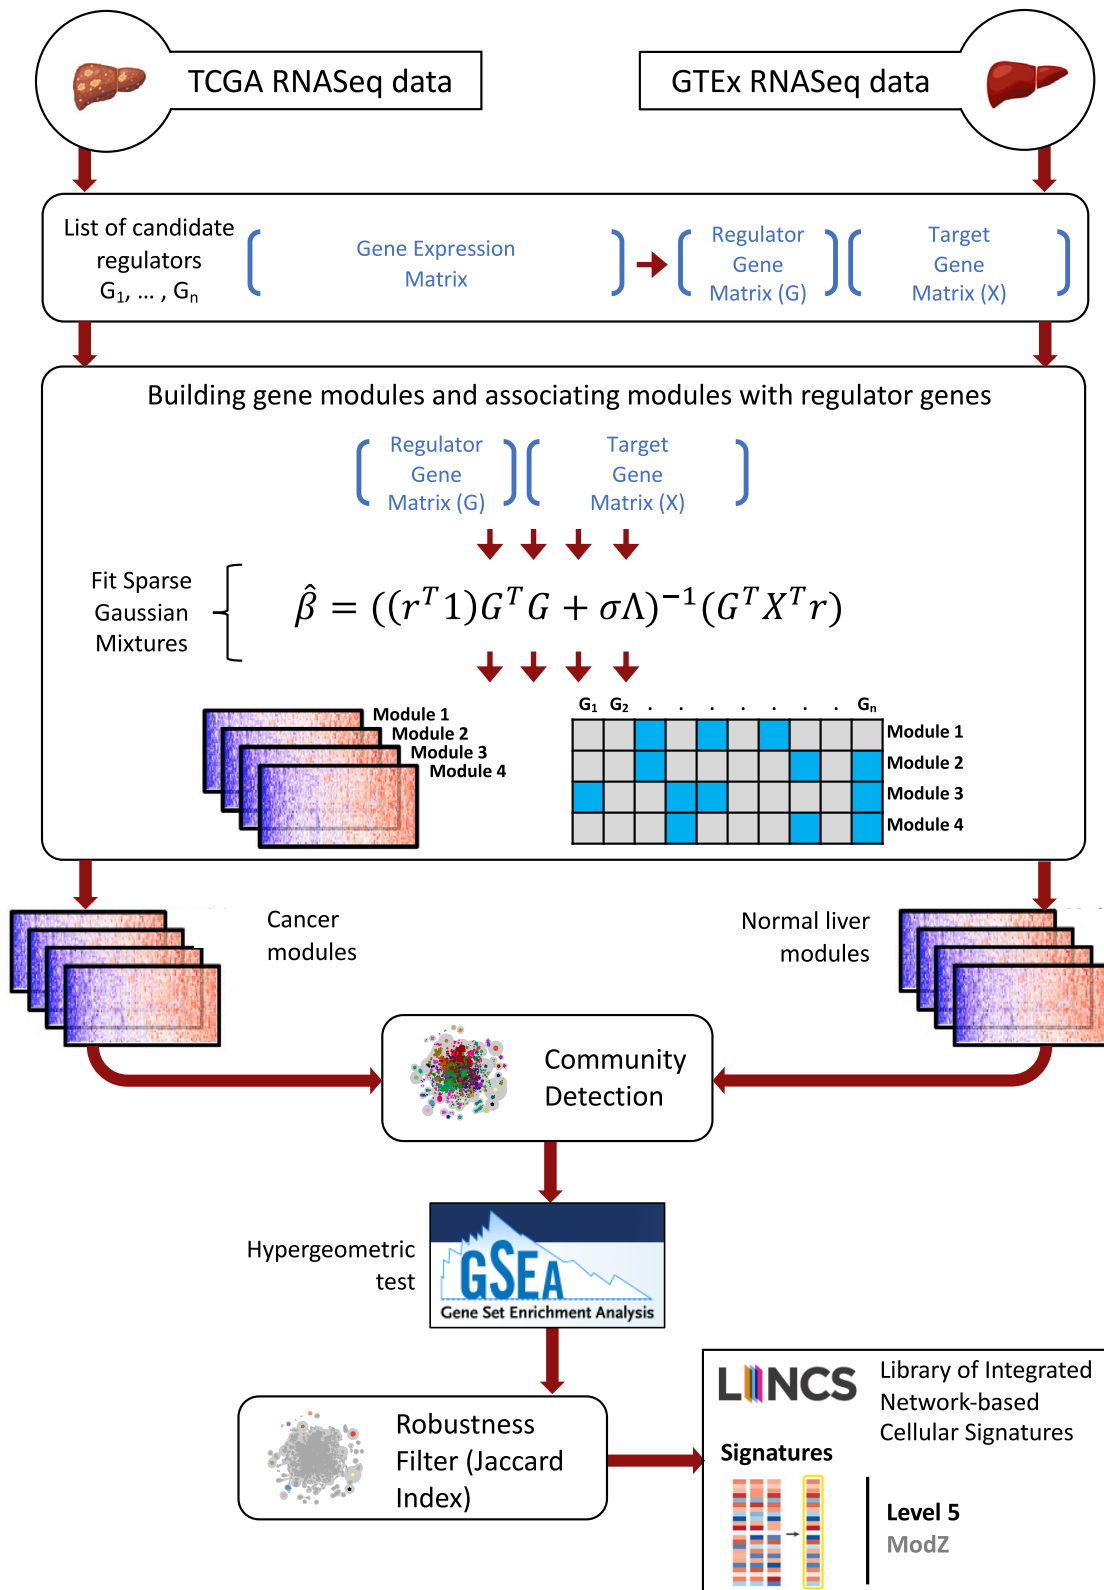 TCGA RNASeq data
GTEx RNASeq data
List of candidate
regulators
G1, ... , Gn
Gene Expression
Matrix
Regulator
Gene
Matrix (G)
Target
Gene
Matrix (X)
Building gene modules and associating modules with regulator genes
Regulator
Gene
Matrix (G)
Target
Gene
Matrix (X)
Fit Sparse
Gaussian
Mixtures
β̂ = ((rᵀ1)GᵀG + σΛ)⁻¹(GᵀXᵀr)
Module 1
Module 2
Module 3
Module 4
G1 G2 . . . . . . . Gn
Module 1
Module 2
Module 3
Module 4
Cancer
modules
Normal liver
modules
Community
Detection
Hypergeometric
test
GSEA
Gene Set Enrichment Analysis
Robustness
Filter (Jaccard
Index)
LINCS
Library of Integrated
Network-based
Cellular Signatures
Signatures
Level 5
ModZ